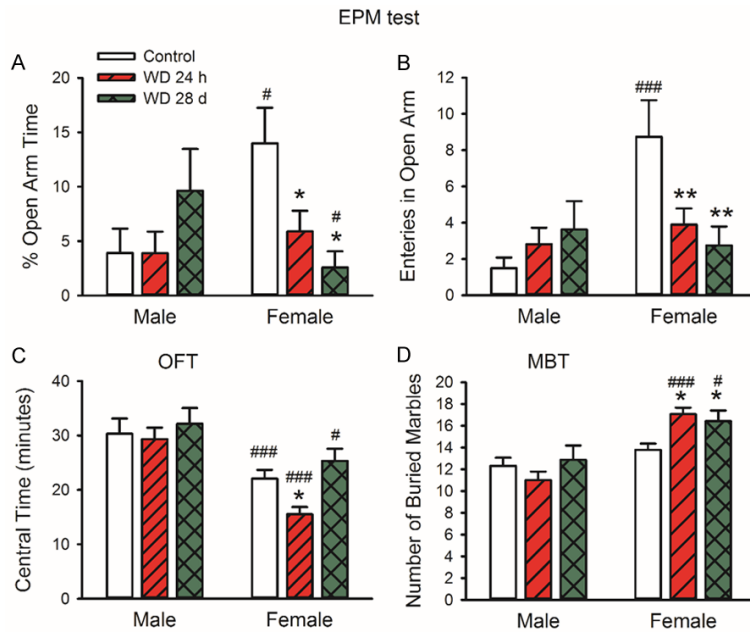 EPM test
A
Control
WD 24 h
WD 28 d
% Open Arm Time
20
15
10
5
0
#
*
#
*
Male
Female
B
Enteries in Open Arm
12
10
8
6
4
2
0
###
**
**
Male
Female
C
OFT
Central Time (minutes)
40
30
20
10
0
###
###
*
#
Male
Female
D
MBT
Number of Buried Marbles
20
18
16
14
12
10
8
6
4
2
0
###
*
#
*
Male
Female